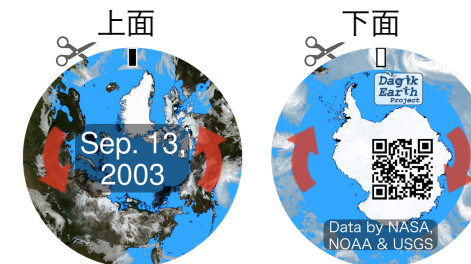 上面
下面
Sep. 13,
2003
Dagik
Earth
Project
Data by NASA,
NOAA & USGS